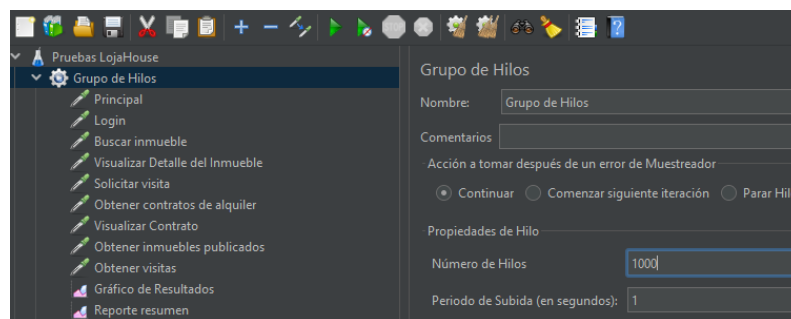 Pruebas LojaHouse
Grupo de Hilos
Principal
Login
Buscar inmueble
Visualizar Detalle del Inmueble
Solicitar visita
Obtener contratos de alquiler
Visualizar Contrato
Obtener inmuebles publicados
Obtener visitas
Gráfico de Resultados
Reporte resumen
Grupo de Hilos
Nombre: Grupo de Hilos
Comentarios
Acción a tomar después de un error de Muestreador
Continuar Comenzar siguiente iteración Parar Hil
Propiedades de Hilo
Número de Hilos 1000
Periodo de Subida (en segundos): 1